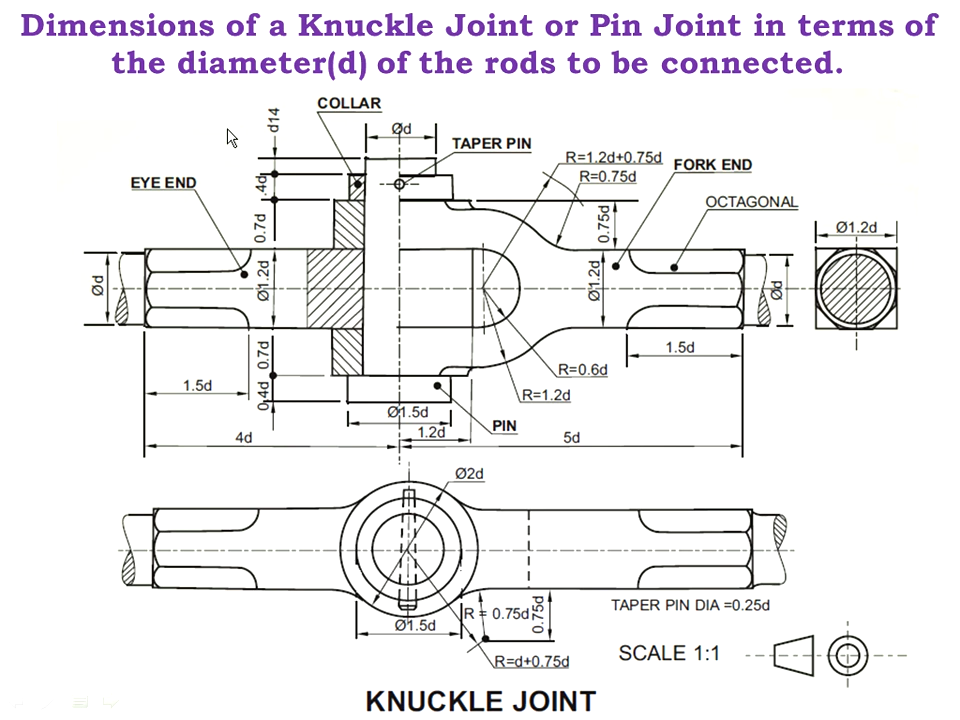 Dimensions of a Knuckle Joint or Pin Joint in terms of
the diameter(d) of the rods to be connected.
COLLAR
d14
Ød
TAPER PIN
R=1.2d+0.75d
FORK END
R=0.75d
EYE END
.4d
OCTAGONAL
0.7d
0.75d
Ø1.2d
Ød
Ø1.2d
Ø1.2d
Ød
0.7d
1.5d
R=0.6d
1.5d
0.4d
R=1.2d
Ø1.5d
PIN
1.2d
4d
5d
Ø2d
TAPER PIN DIA =0.25d
R = 0.75d
0.75d
Ø1.5d
SCALE 1:1
R=d+0.75d
KNUCKLE JOINT